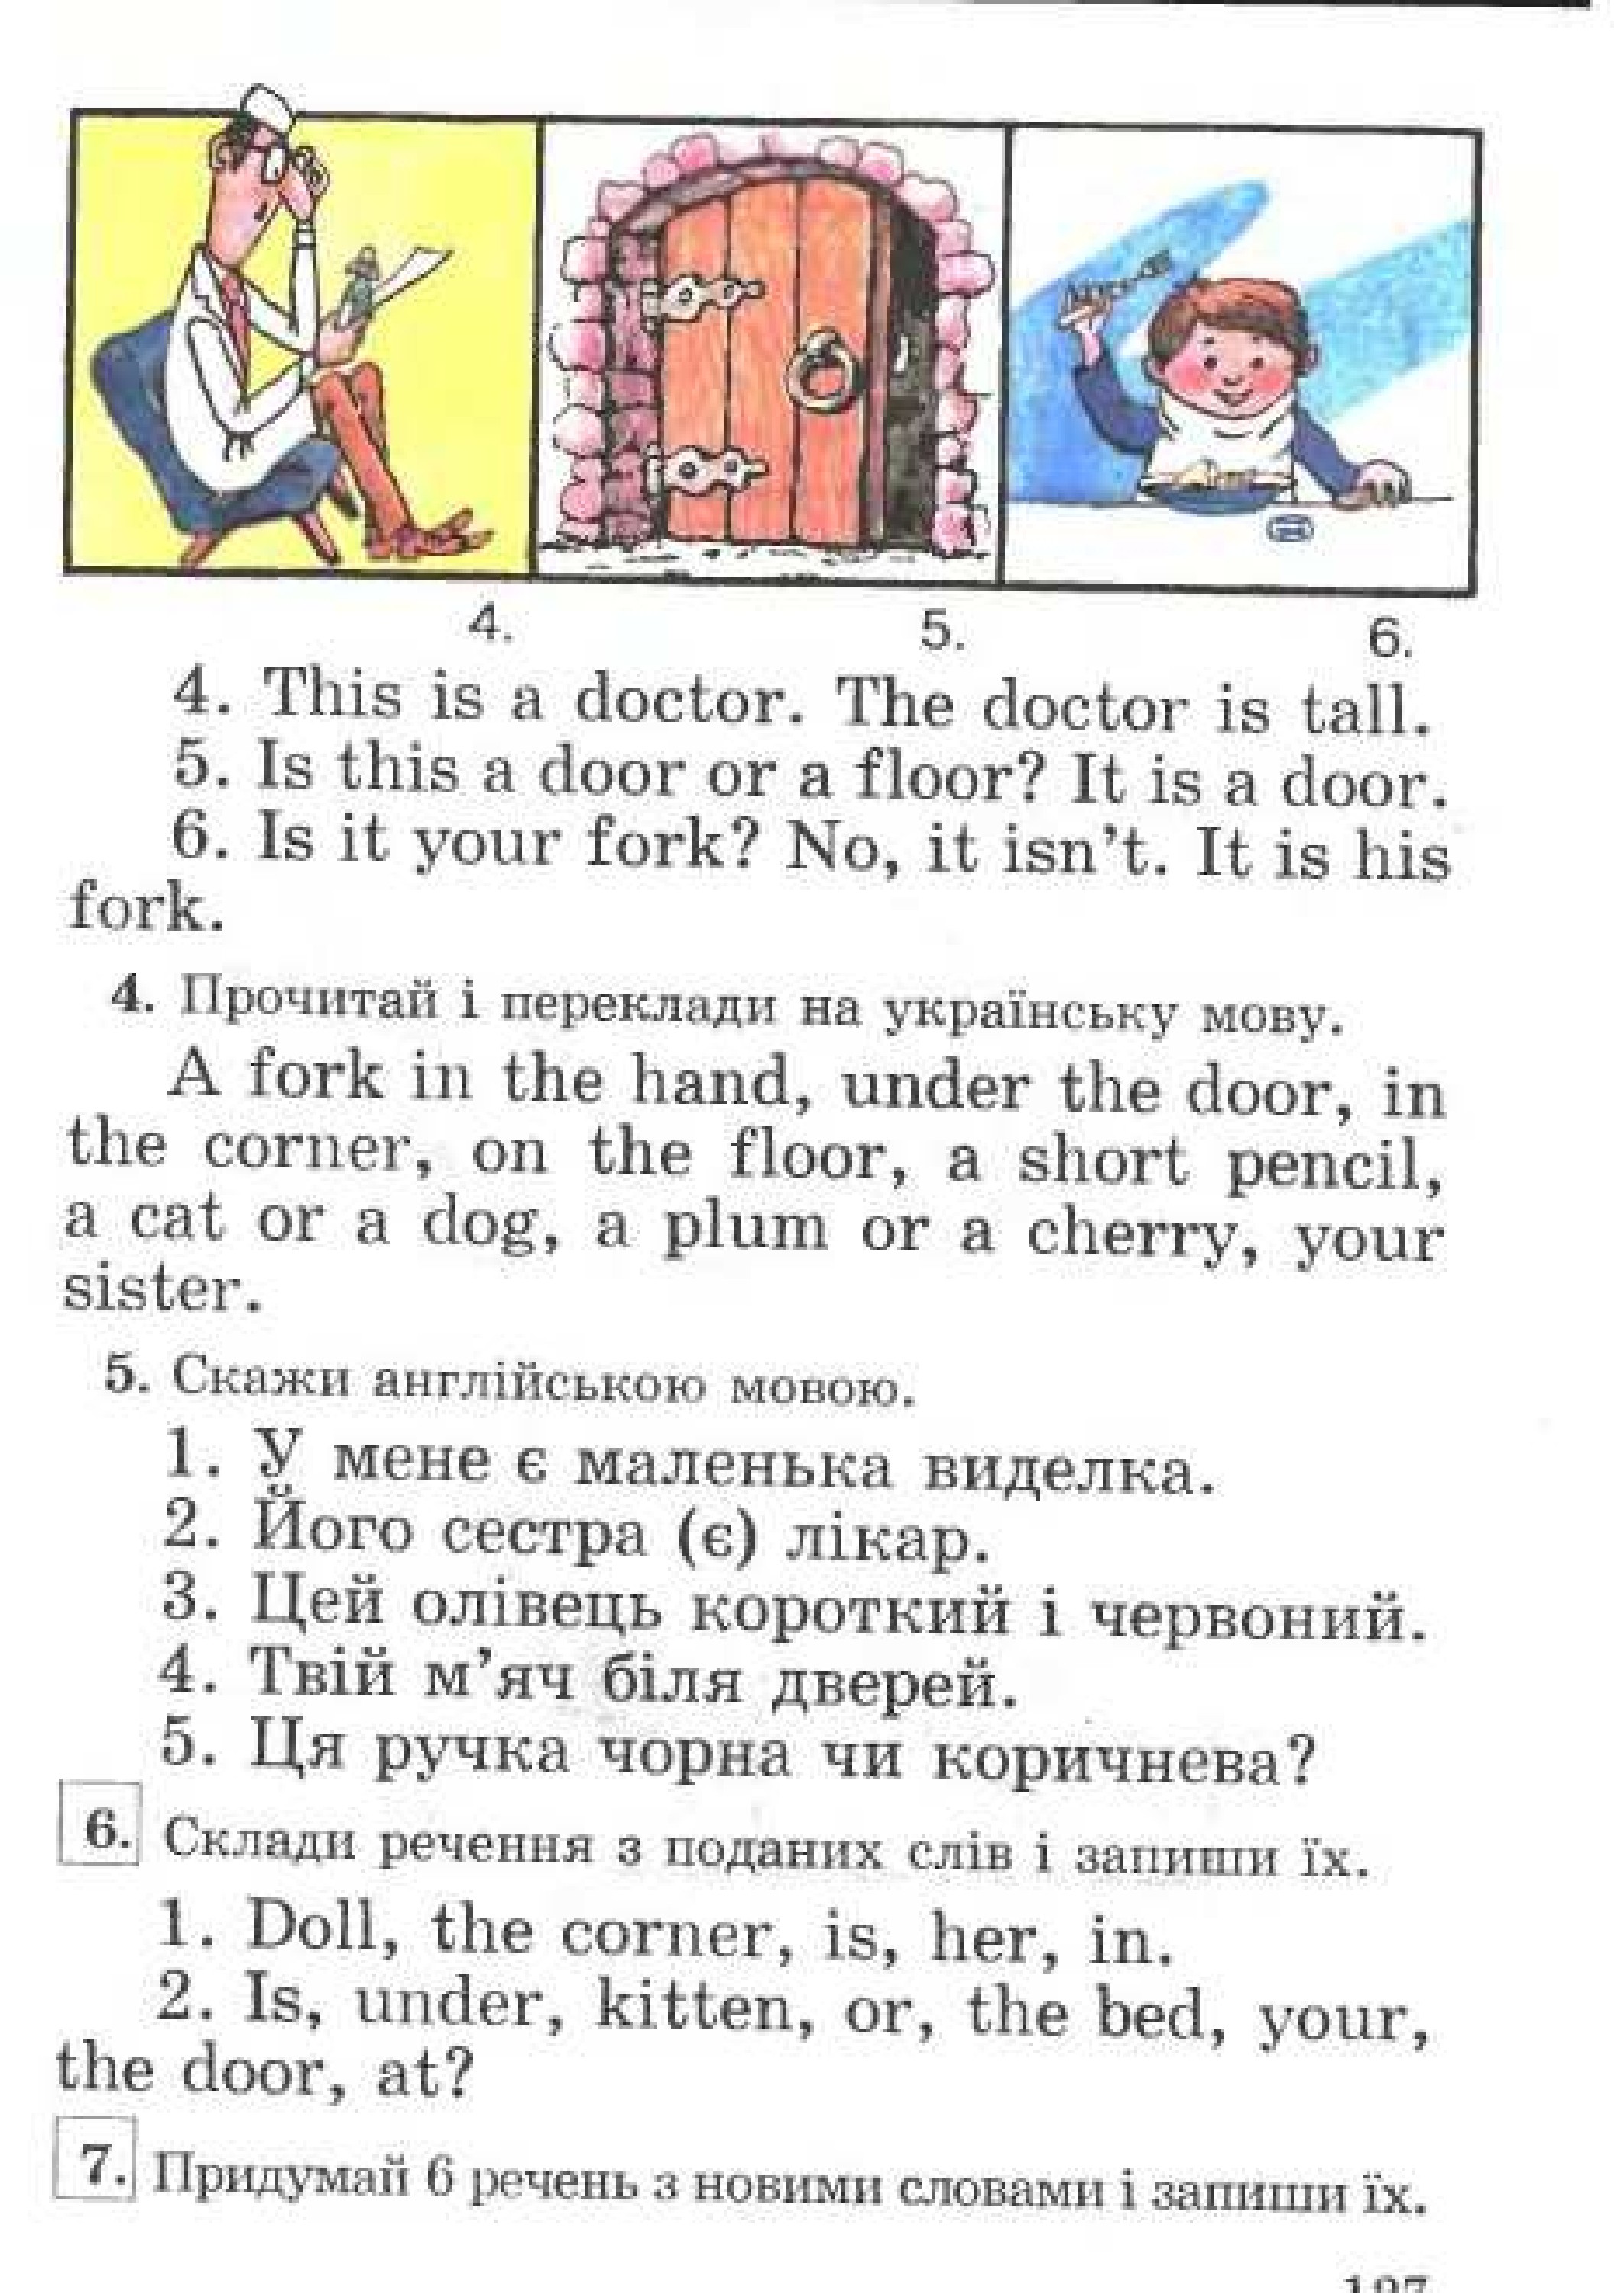 4. 5. 6.
4. This is a doctor. The doctor is tall.
5. Is this a door or a floor? It is a door.
6. Is it your fork? No, it isn't. It is his
fork.
4. Прочитай і переклади на українську мову.
A fork in the hand, under the door, in
the corner, on the floor, a short pencil,
a cat or a dog, a plum or a cherry, your
sister.
5. Скажи англійською мовою.
1. У мене є маленька виделка.
2. Його сестра (є) лікар.
3. Цей олівець короткий і червоний.
4. Твій м’яч біля дверей.
5. Ця ручка чорна чи коричнева?
6. Склади речення з поданих слів і запиши їх.
1. Doll, the corner, is, her, in.
2. Is, under, kitten, or, the bed, your,
the door, at?
7. Придумай 6 речень з новими словами і запиши їх.